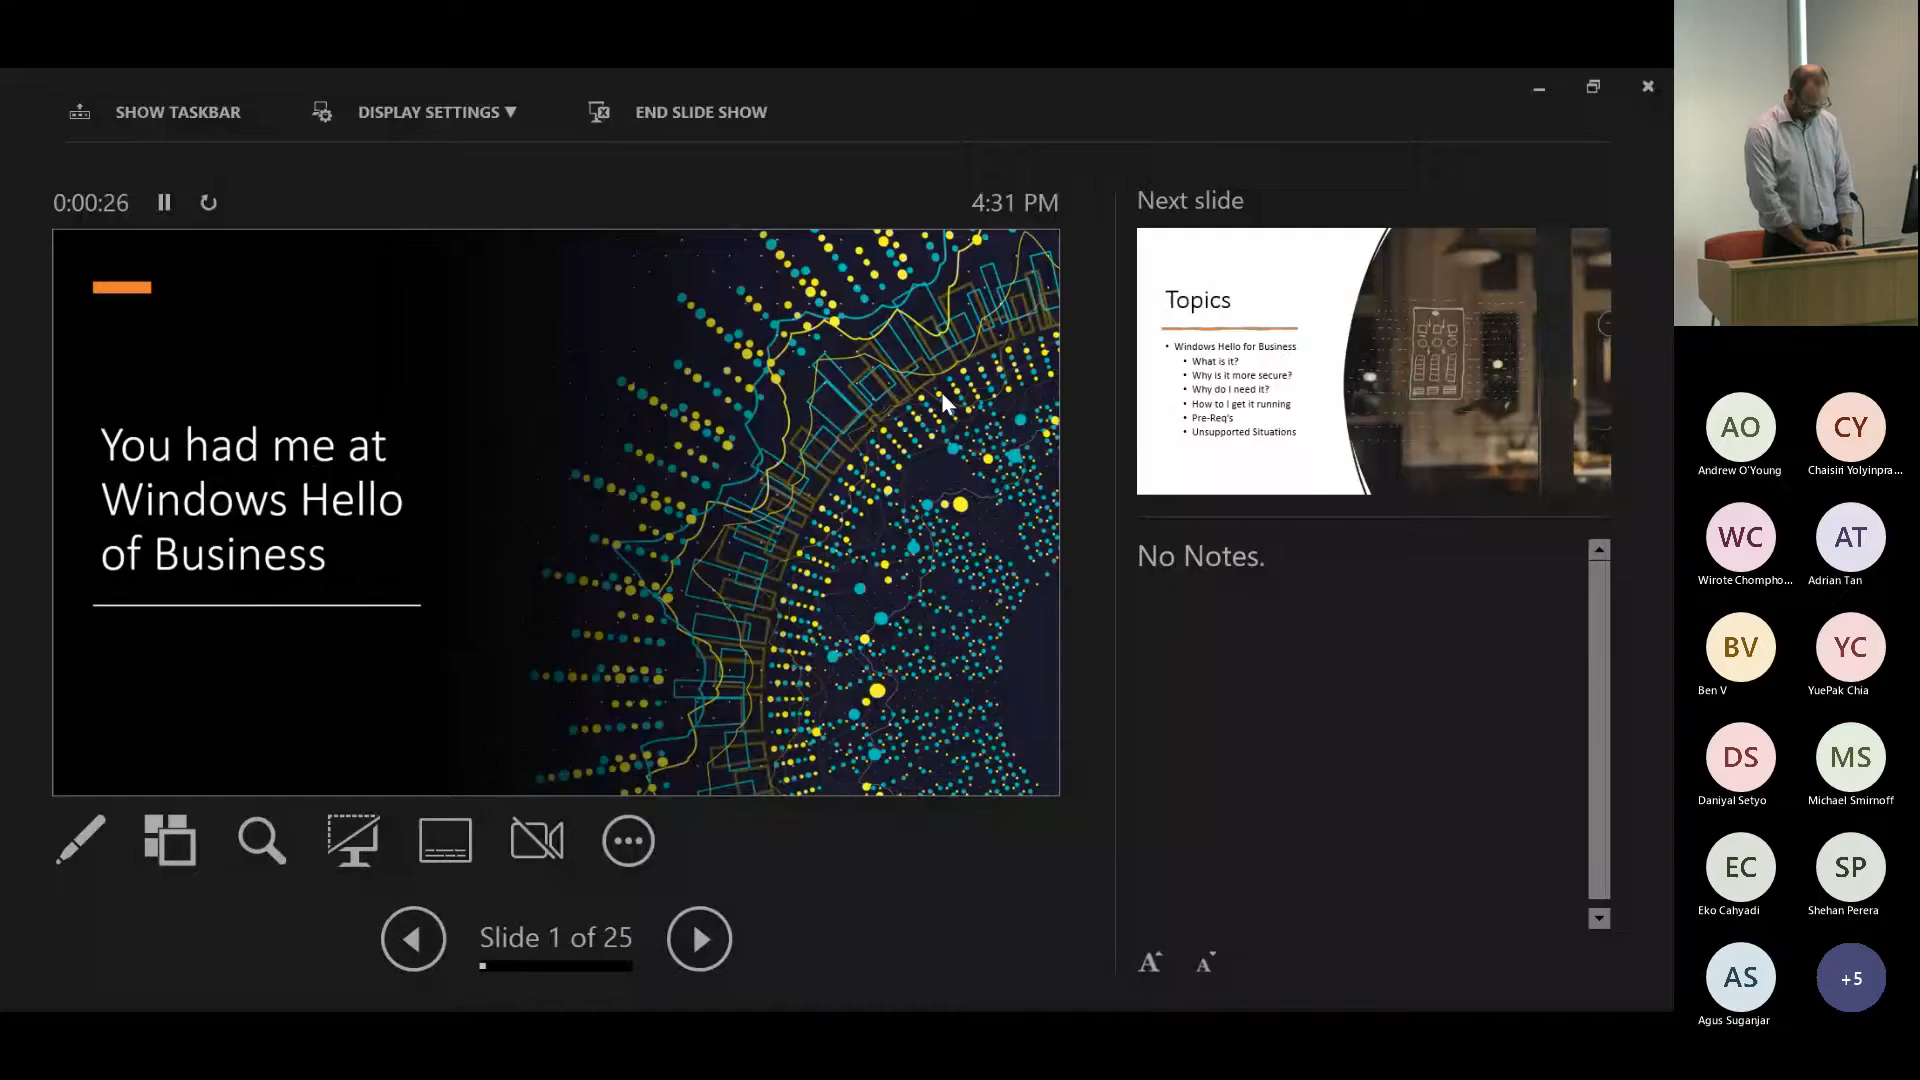 SHOW TASKBAR
DISPLAY SETTINGS ▼
END SLIDE SHOW
0:00:26
4:31 PM
You had me at
Windows Hello
of Business
Slide 1 of 25
Next slide
Topics
• Windows Hello for Business
• What is it?
• Why is it more secure?
• Why do I need it?
• How to I get it running
• Pre-Req's
• Unsupported Situations
No Notes.
A A
AO CY
Andrew O'Young Chaisiri Yolyinpra...
WC AT
Wirote Chompho... Adrian Tan
BV YC
Ben V YuePak Chia
DS MS
Daniyal Setyo Michael Smirnoff
EC SP
Eko Cahyadi Shehan Perera
AS +5
Agus Suganjar